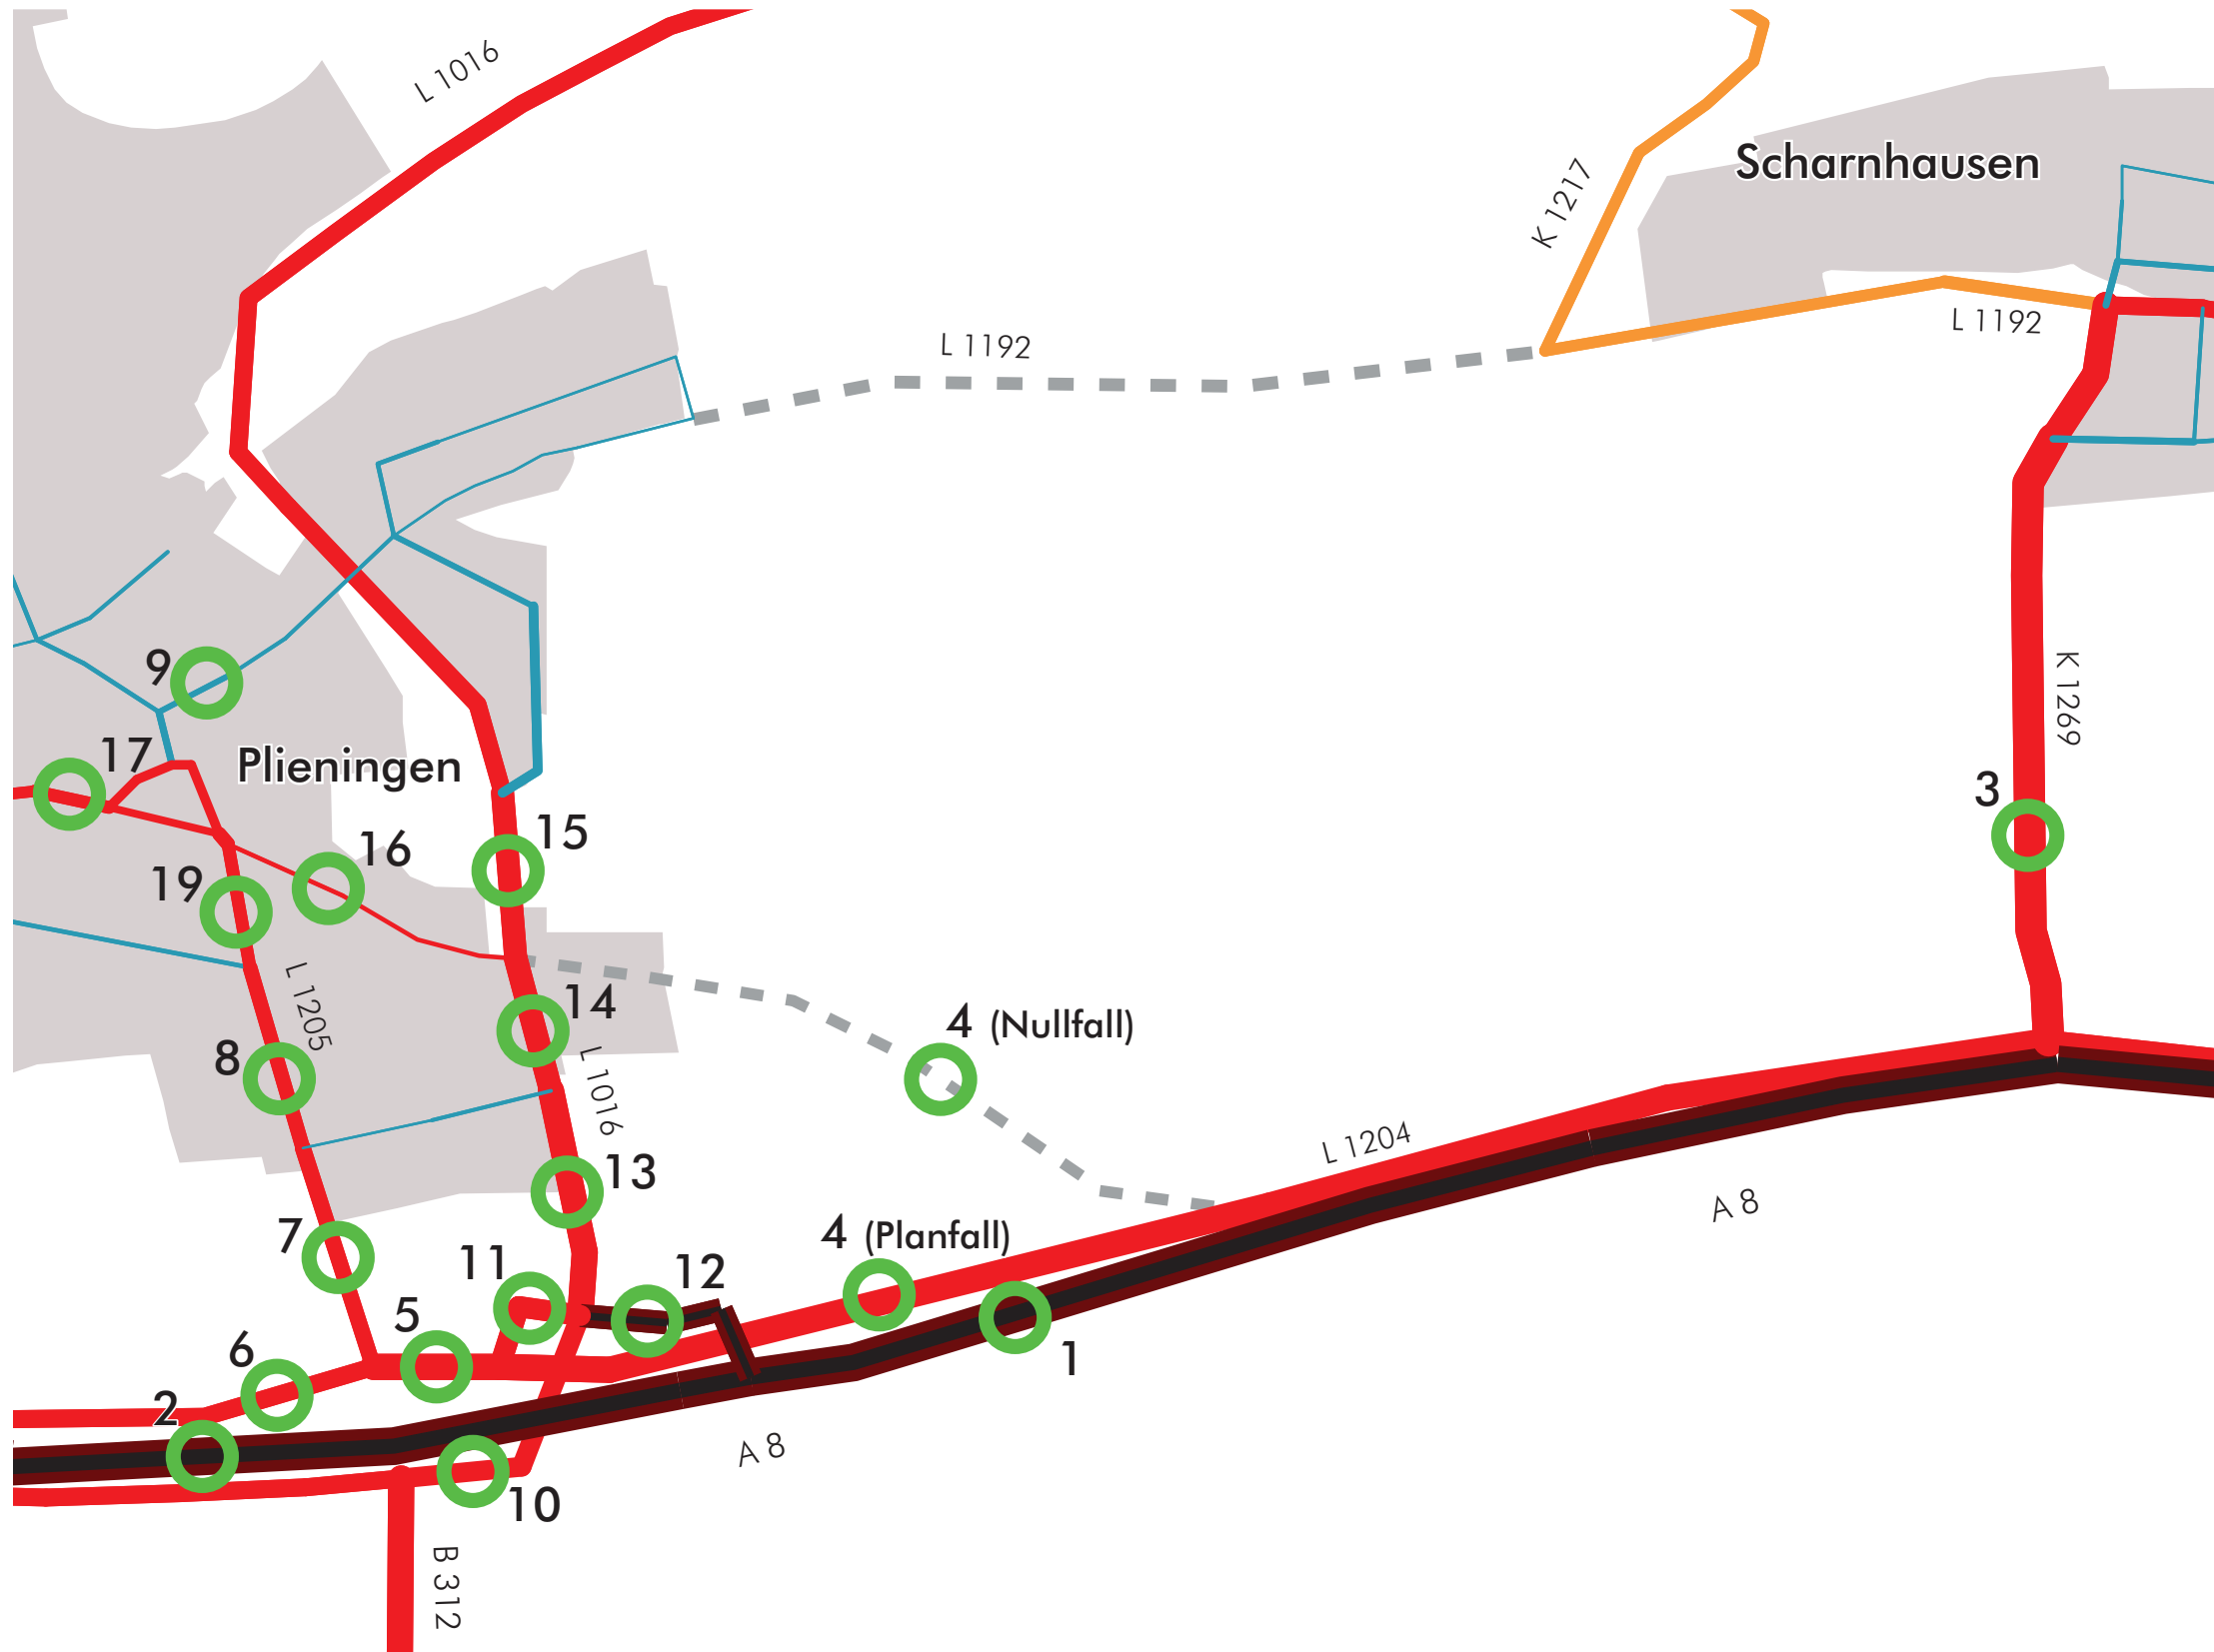 L 1016
K 1217
Scharnhausen
L 1192
L 1192
9
K 1269
17
Plieningen
3
15
16
19
L 1205
14
4 (Nullfall)
8
L 1016
L 1204
13
A 8
7
4 (Planfall)
11
12
5
6
1
2
A 8
10
B 312